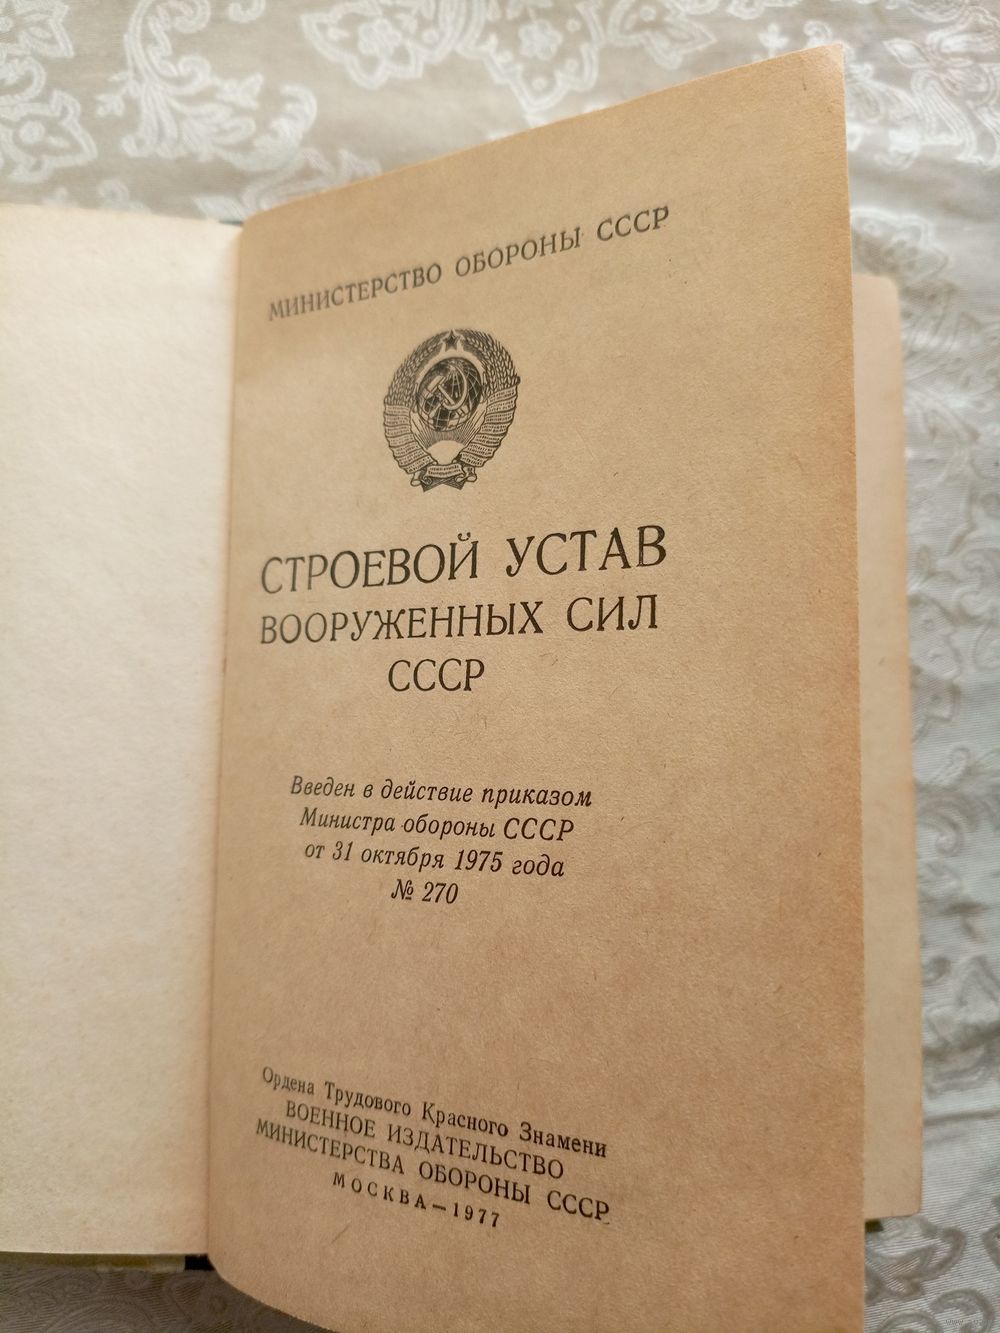 МИНИСТЕРСТВО ОБОРОНЫ СССР
СТРОЕВОЙ УСТАВ
ВООРУЖЕННЫХ СИЛ
СССР
Введен в действие приказом
Министра обороны СССР
от 31 октября 1975 года
№ 270
Ордена Трудового Красного Знамени
ВОЕННОЕ ИЗДАТЕЛЬСТВО
МИНИСТЕРСТВА ОБОРОНЫ СССР
МОСКВА — 1977